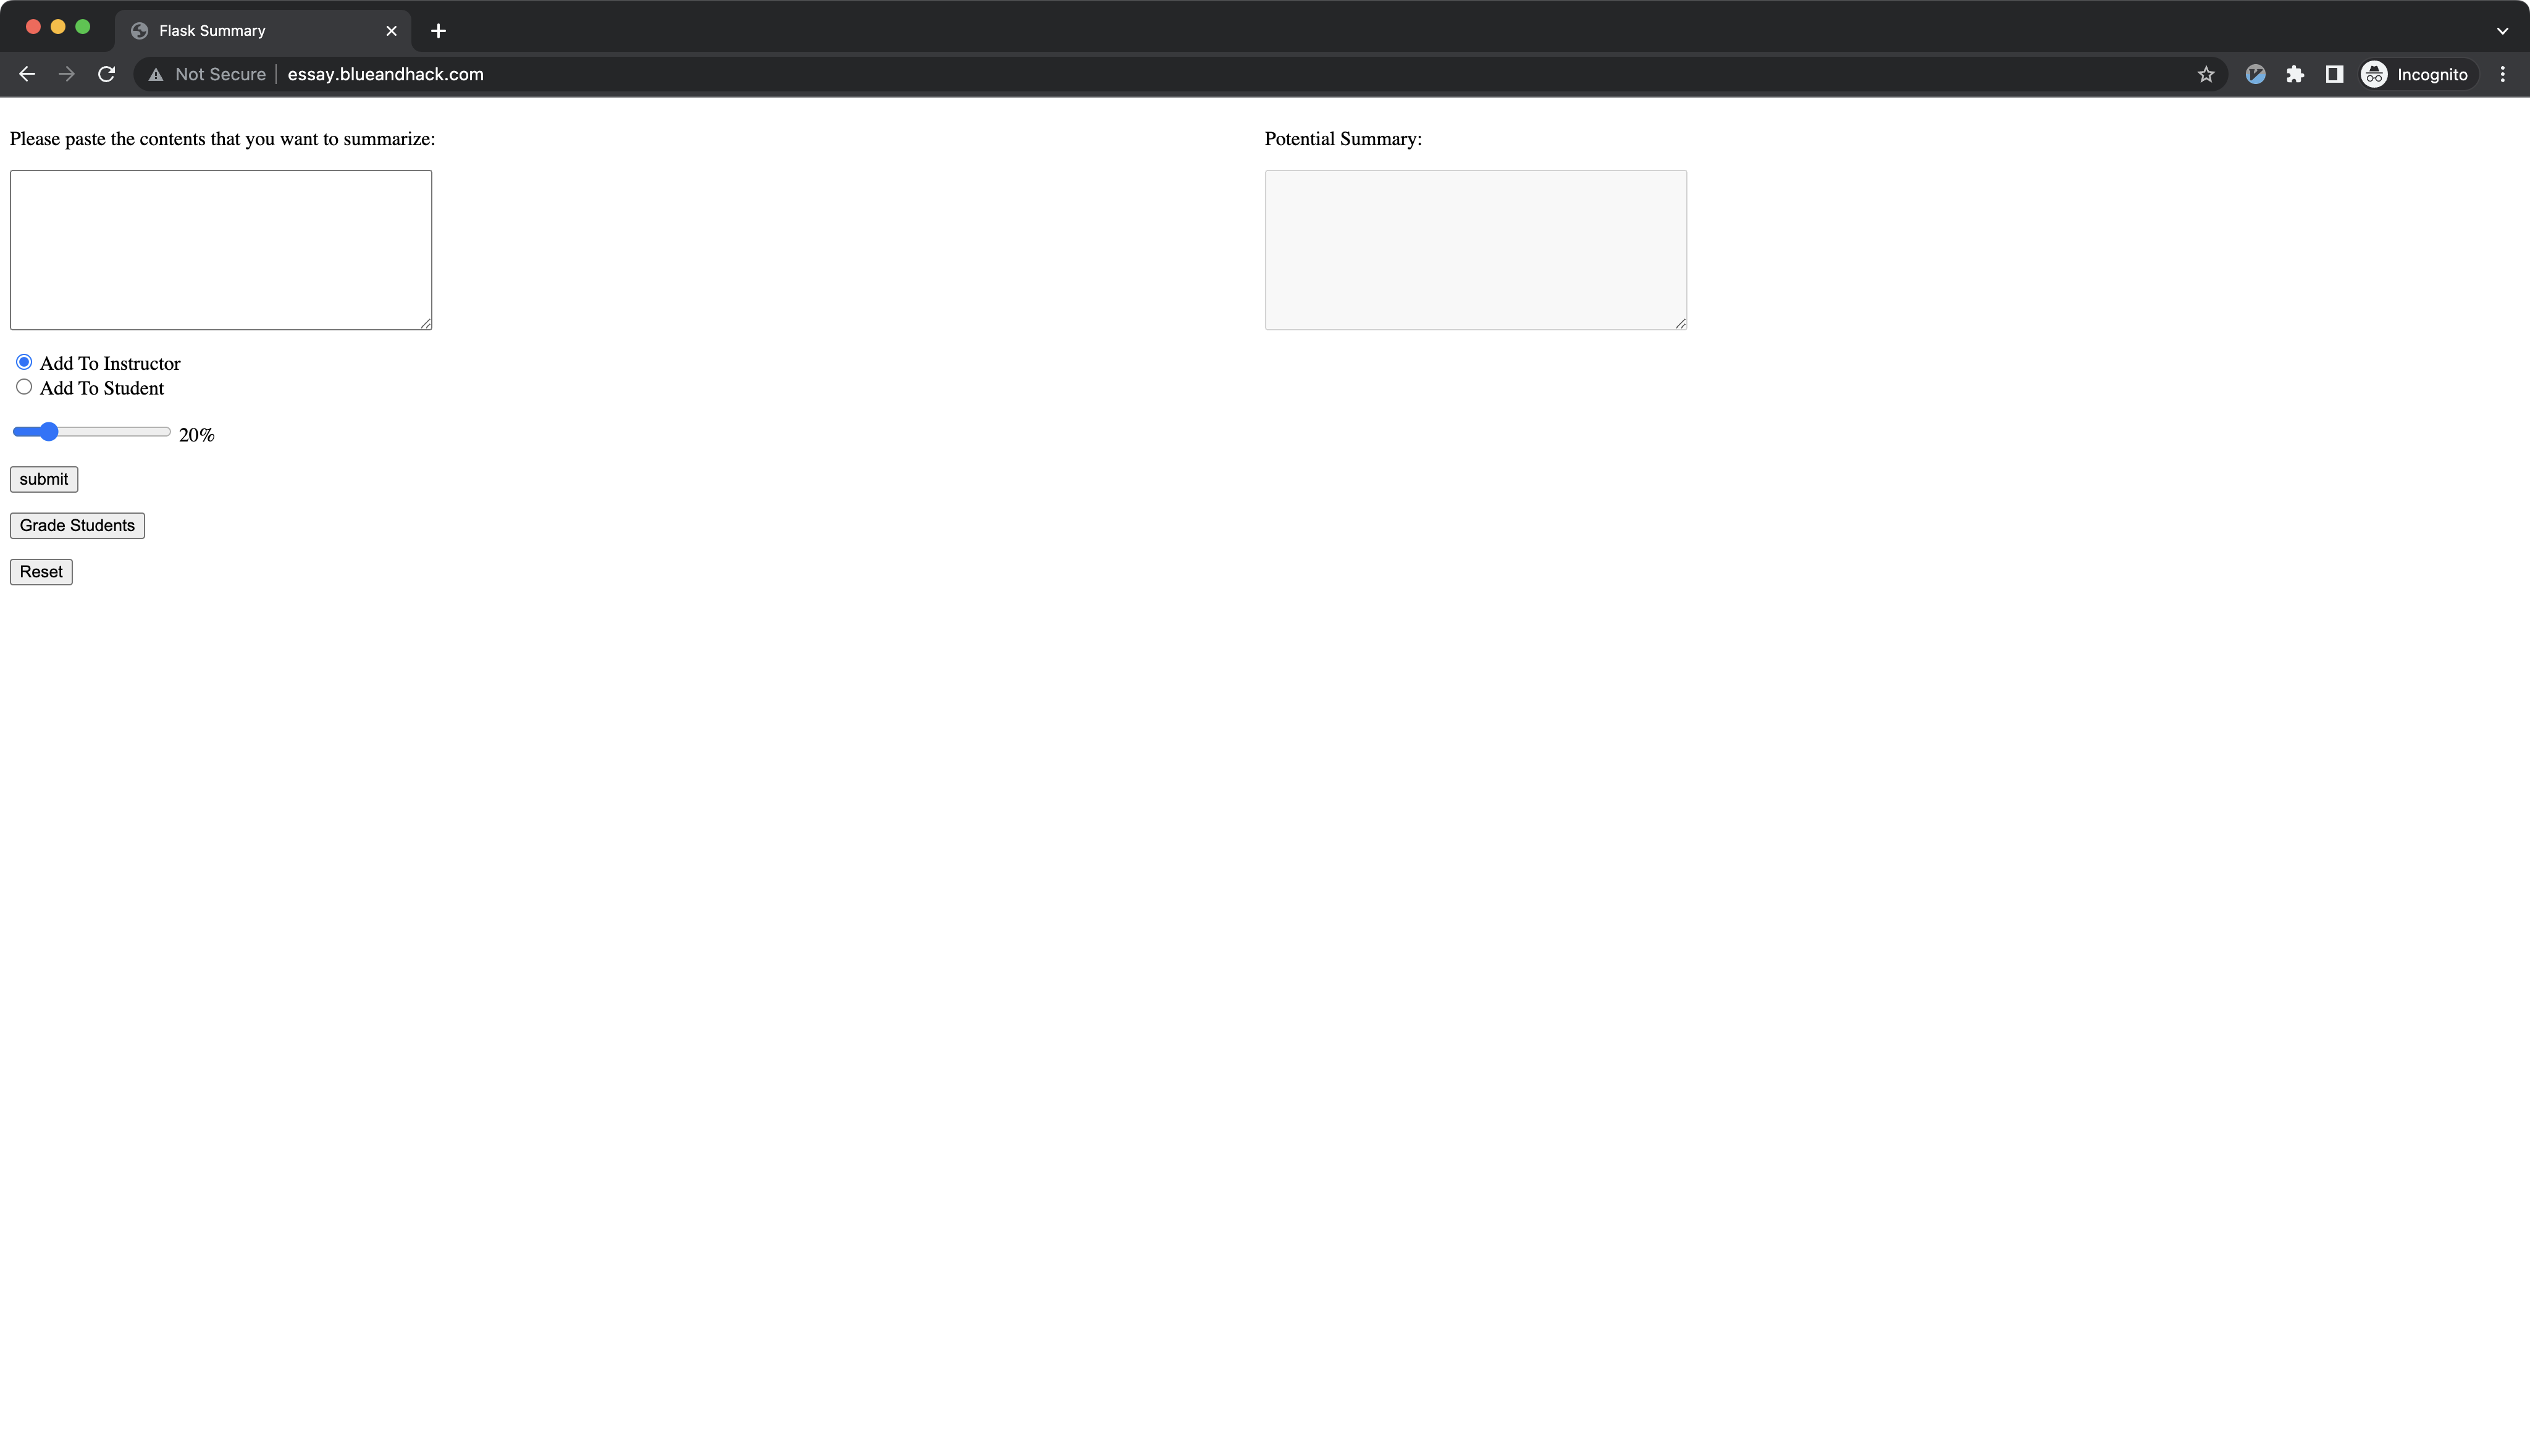 Flask Summary
Not Secure essay.blueandhack.com
Incognito
Please paste the contents that you want to summarize:
Potential Summary:
Add To Instructor
Add To Student
20%
submit
Grade Students
Reset